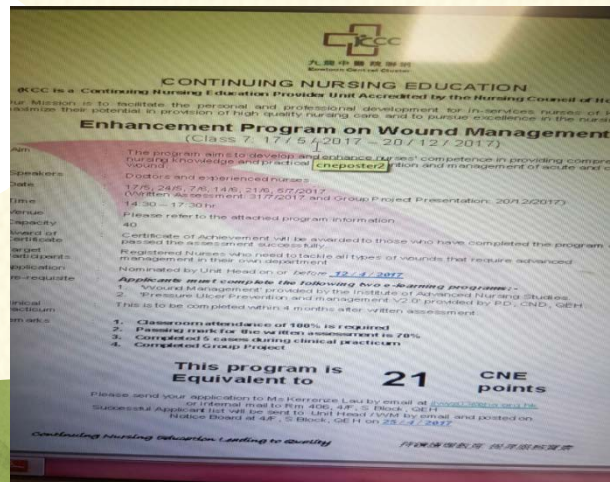 KCCC
九龍中醫院聯網
Kowloon Central Cluster
CONTINUING NURSING EDUCATION
KCC is a Continuing Nursing Education Provider Unit Accredited by the Nursing Council of
Our Mission is to facilitate the personal and professional development for in-services nurses of
maximize their potential in provision of high quality nursing care and to pursue excellence in the
Enhancement Program on Wound Management
(Class 7, 17/5/2017 – 20/12/2017)
Aim The program aims to develop and enhance nurses' competence in providing
nursing knowledge and practical cneposter2 and management of acute and
wound
Speakers Doctors and experienced nurses
Date 17/5, 24/5, 7/6, 14/6, 21/6, 5/7/2017
(Written Assessment: 31/7/2017 and Group Project Presentation: 20/12/2017)
Time 14:30 – 17:30 hr
Venue Please refer to the attached program information
Capacity 40
Award of Certificate of Achievement will be awarded to those who have completed the program
Certificate passed the assessment successfully
Target Registered Nurses who need to tackle all types of wounds that require advanced
Participants management in their own department
Application Nominated by Unit Head on or before 12/4/2017
Pre-requisite Applicants must complete the following two e-learning programs:-
1. 'Wound Management' provided by the Institute of Advanced Nursing Studies
2. 'Pressure Ulcer Prevention and management V2.0' provided by PD, CND, QEH
Clinical This is to be completed within 4 months after written assessment.
Practicum
Remarks 1. Classroom attendance of 100% is required
2. Passing mark for the written assessment is 70%
3. Completed 5 cases during clinical practicum
4. Completed Group Project
This program is
Equivalent to 21 CNE
points
Please send your application to Ms Kerrenze Lau by email at
or internal mail to Rm 406, 4/F, S Block, QEH
Successful Applicant list will be sent to Unit Head / WM by email and posted on
Notice Board at 4/F, S Block, QEH on 25/4/2017
Continuing Nursing Education Leading to Quality